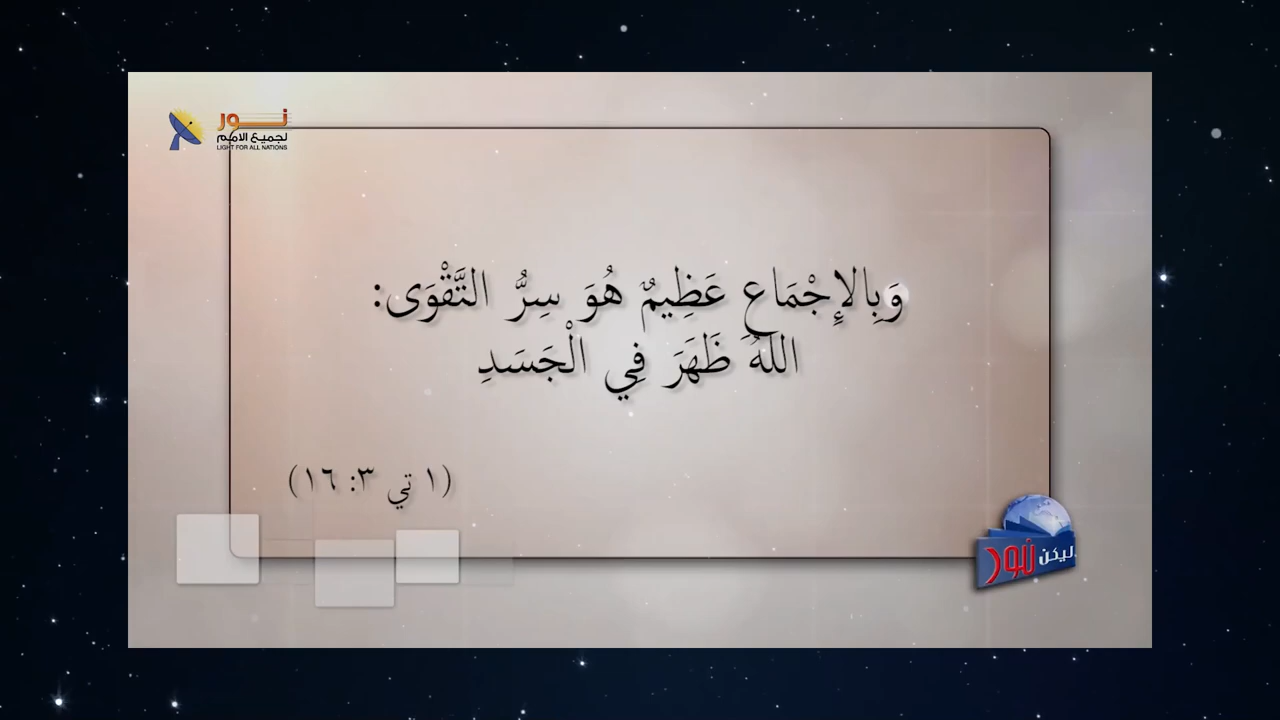 نور
لجميع الامم
LIGHT FOR ALL NATIONS
وَبِالإِجْمَاعِ عَظِيمٌ هُوَ سِرُّ التَّقْوَى:
اللهُ ظَهَرَ فِي الْجَسَدِ
(١ تي ٣: ١٦)
ليكن نور